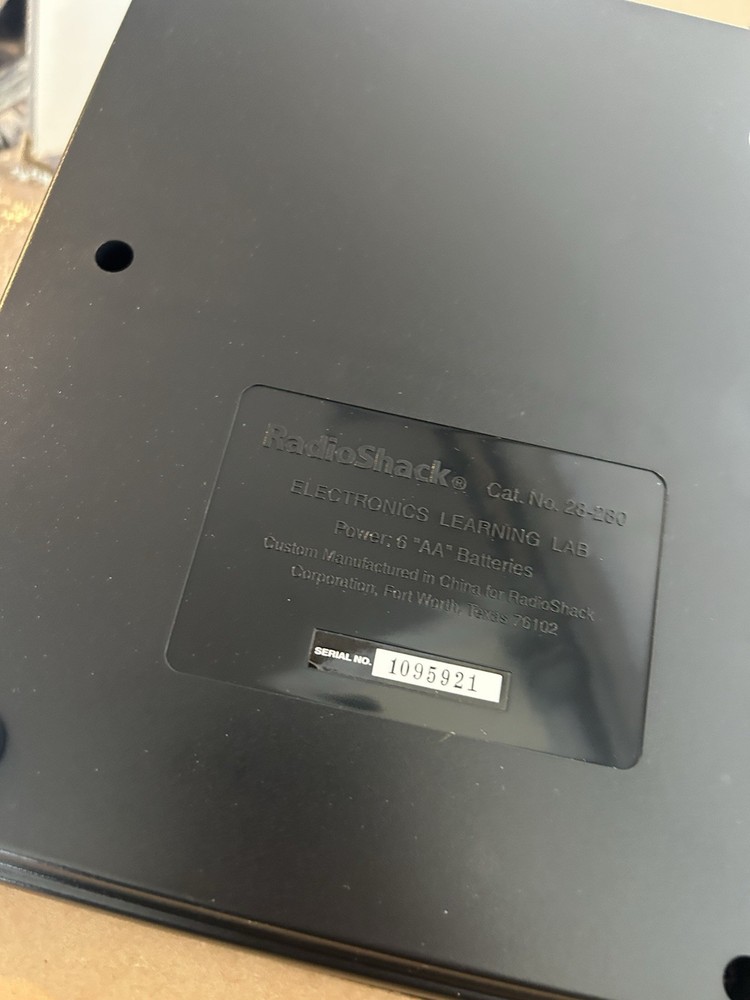 RadioShack® Cat. No. 28-280
ELECTRONICS LEARNING LAB
Power: 6 "AA" Batteries
Custom Manufactured in China for RadioShack
Corporation, Fort Worth, Texas 76102
SERIAL NO. 1095921